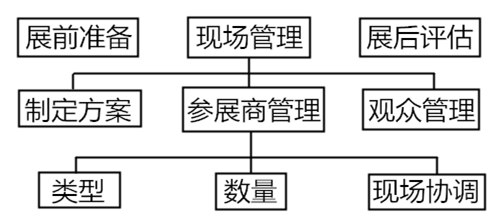 展前准备 现场管理 展后评估
制定方案 参展商管理 观众管理
类型 数量 现场协调